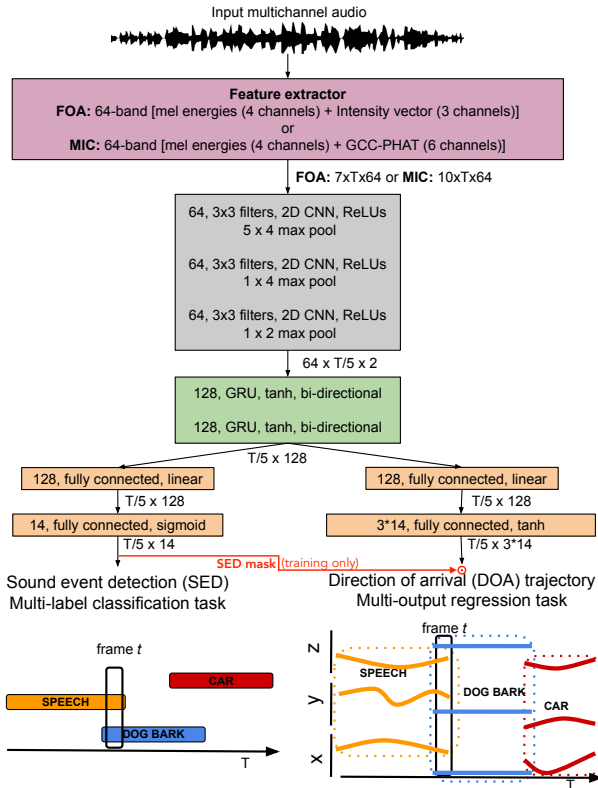 Input multichannel audio
Feature extractor
FOA: 64-band [mel energies (4 channels) + Intensity vector (3 channels)]
or
MIC: 64-band [mel energies (4 channels) + GCC-PHAT (6 channels)]
FOA: 7xTx64 or MIC: 10xTx64
64, 3x3 filters, 2D CNN, ReLUs
5 x 4 max pool
64, 3x3 filters, 2D CNN, ReLUs
1 x 4 max pool
64, 3x3 filters, 2D CNN, ReLUs
1 x 2 max pool
64 x T/5 x 2
128, GRU, tanh, bi-directional
128, GRU, tanh, bi-directional
T/5 x 128
128, fully connected, linear
T/5 x 128
14, fully connected, sigmoid
T/5 x 14
128, fully connected, linear
T/5 x 128
3*14, fully connected, tanh
T/5 x 3*14
SED mask (training only)
Sound event detection (SED)
Multi-label classification task
Direction of arrival (DOA) trajectory
Multi-output regression task
frame t
CAR
SPEECH
DOG BARK
T
frame t
z
SPEECH
DOG BARK
y
CAR
x
T